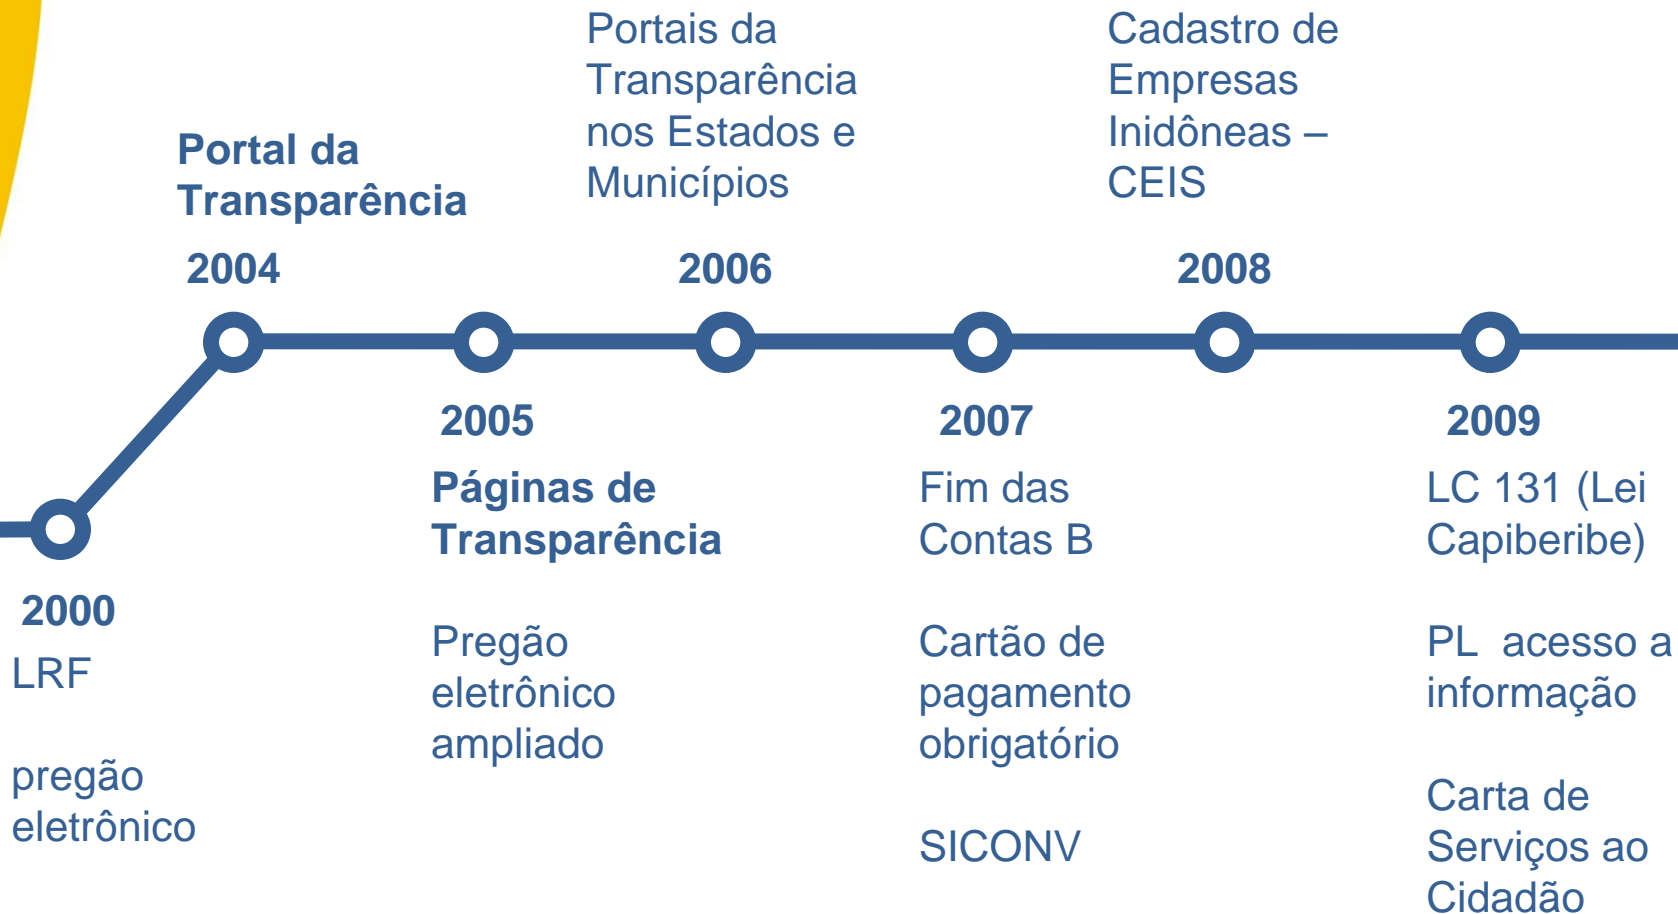 Portal da
Transparência
2004
Portais da
Transparência
nos Estados e
Municípios
2006
Cadastro de
Empresas
Inidôneas –
CEIS
2008
2000
LRF
pregão
eletrônico
2005
Páginas de
Transparência
Pregão
eletrônico
ampliado
2007
Fim das
Contas B
Cartão de
pagamento
obrigatório
SICONV
2009
LC 131 (Lei
Capiberibe)
PL acesso a
informação
Carta de
Serviços ao
Cidadão